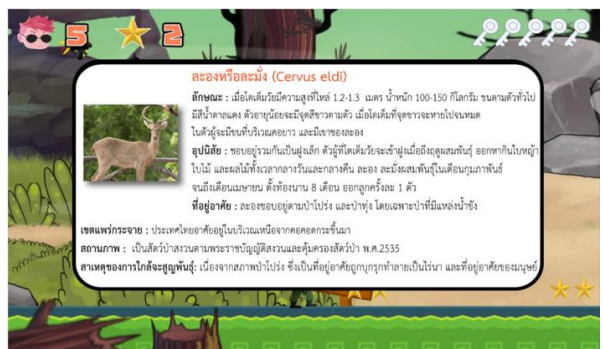 5
2
ละองหรือละมั่ง (Cervus eldi)
ลักษณะ : เมื่อโตเต็มวัยมีความสูงที่ไหล่ 1.2-1.3 เมตร น้ำหนัก 100-150 กิโลกรัม ขนตามตัวทั่วไป
มีสีน้ำตาลแดง ตัวอายุน้อยจะมีจุดสีขาวตามตัว เมื่อโตเต็มที่จุดขาวจะหายไปจนหมด
ในตัวผู้จะมีขนที่บริเวณคอยาว และมีเขาของละอง
อุปนิสัย : ชอบอยู่รวมกันเป็นฝูงเล็ก ตัวผู้ที่โตเต็มวัยจะเข้าฝูงเมื่อถึงฤดูผสมพันธุ์ ออกหากินใบหญ้า
ใบไม้ และผลไม้ทั้งเวลากลางวันและกลางคืน ละอง ละมั่งผสมพันธุ์ในเดือนกุมภาพันธ์
จนถึงเดือนเมษายน ตั้งท้องนาน 8 เดือน ออกลูกครั้งละ 1 ตัว
ที่อยู่อาศัย : ละองชอบอยู่ตามป่าโปร่ง และป่าทุ่ง โดยเฉพาะป่าที่มีแหล่งน้ำขัง
เขตแพร่กระจาย : ประเทศไทยอาศัยอยู่ในบริเวณเหนือจากคอคอดกระขึ้นมา
สถานภาพ : เป็นสัตว์ป่าสงวนตามพระราชบัญญัติสงวนและคุ้มครองสัตว์ป่า พ.ศ.2535
สาเหตุของการใกล้จะสูญพันธุ์: เนื่องจากสภาพป่าโปร่ง ซึ่งเป็นที่อยู่อาศัยถูกบุกรุกทำลายเป็นไร่นา และที่อยู่อาศัยของมนุษย์